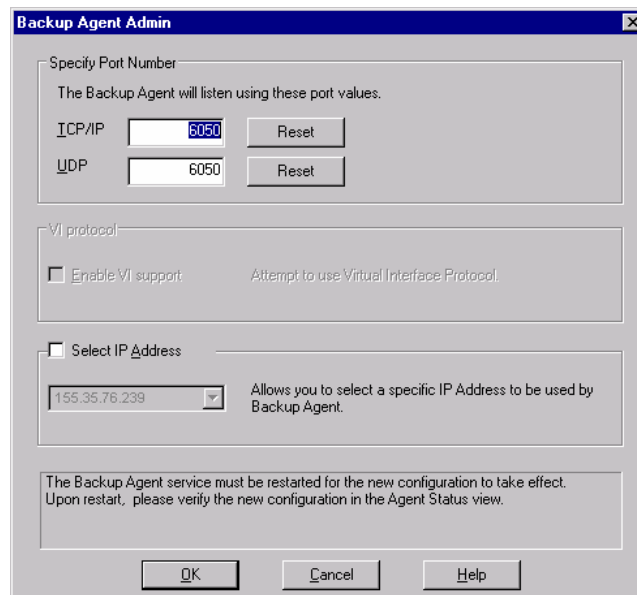 Backup Agent Admin
Specify Port Number
The Backup Agent will listen using these port values.
TCP/IP 6050 Reset
UDP 6050 Reset
VI protocol
Enable VI support Attempt to use Virtual Interface Protocol.
Select IP Address
155.35.76.239 Allows you to select a specific IP Address to be used by
Backup Agent.
The Backup Agent service must be restarted for the new configuration to take effect.
Upon restart, please verify the new configuration in the Agent Status view.
OK Cancel Help